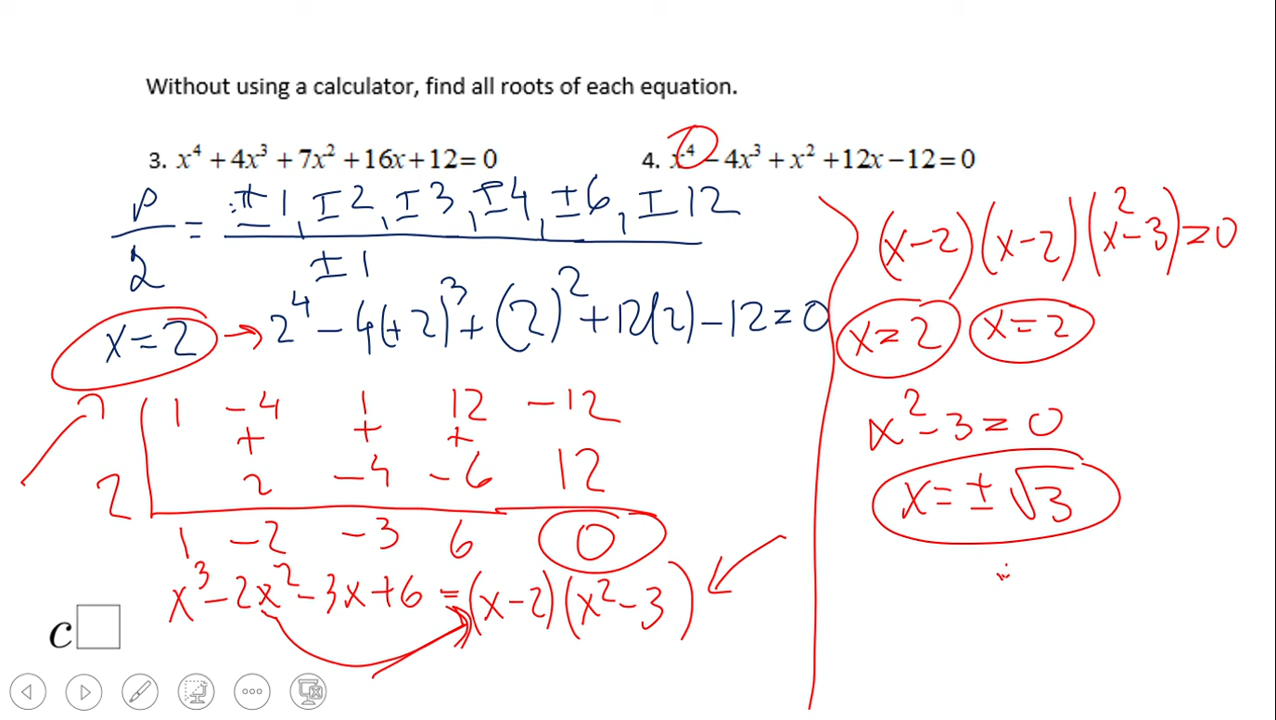 Without using a calculator, find all roots of each equation.
3. x⁴ + 4x³ + 7x² + 16x + 12 = 0
4. x⁴ − 4x³ + x² + 12x − 12 = 0
p/2 = ±1, ±2, ±3, ±4, ±6, ±12 / ±1
x = 2 → 2⁴ − 4(+2)³ + (2)² + 12(2) − 12 = 0
1 −4 1 12 −12
+ + +
2 2 −4 −6 12
1 −2 −3 6 0
x³ − 2x² − 3x + 6 = (x − 2)(x² − 3)
c
(x − 2)(x − 2)(x² − 3) = 0
x = 2 x = 2
x² − 3 = 0
x = ± √3